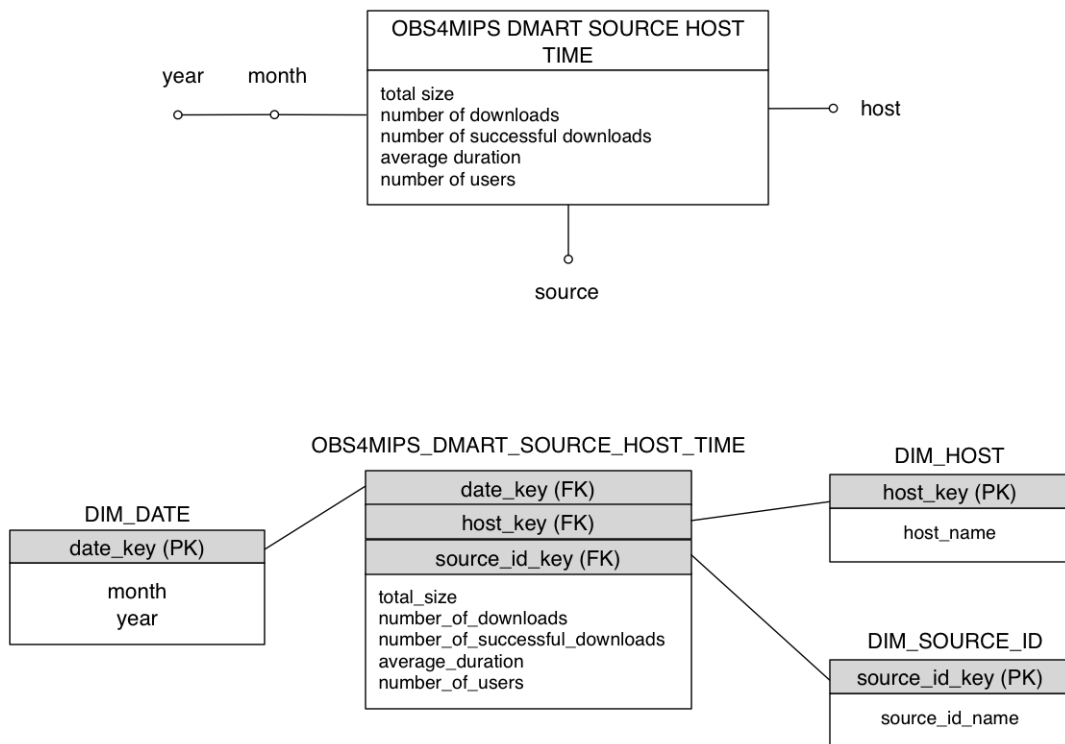 OBS4MIPS DMART SOURCE HOST
TIME
year
month
total size
number of downloads
number of successful downloads
average duration
number of users
host
source
OBS4MIPS_DMART_SOURCE_HOST_TIME
date_key (FK)
host_key (FK)
source_id_key (FK)
total_size
number_of_downloads
number_of_successful_downloads
average_duration
number_of_users
DIM_DATE
date_key (PK)
month
year
DIM_HOST
host_key (PK)
host_name
DIM_SOURCE_ID
source_id_key (PK)
source_id_name